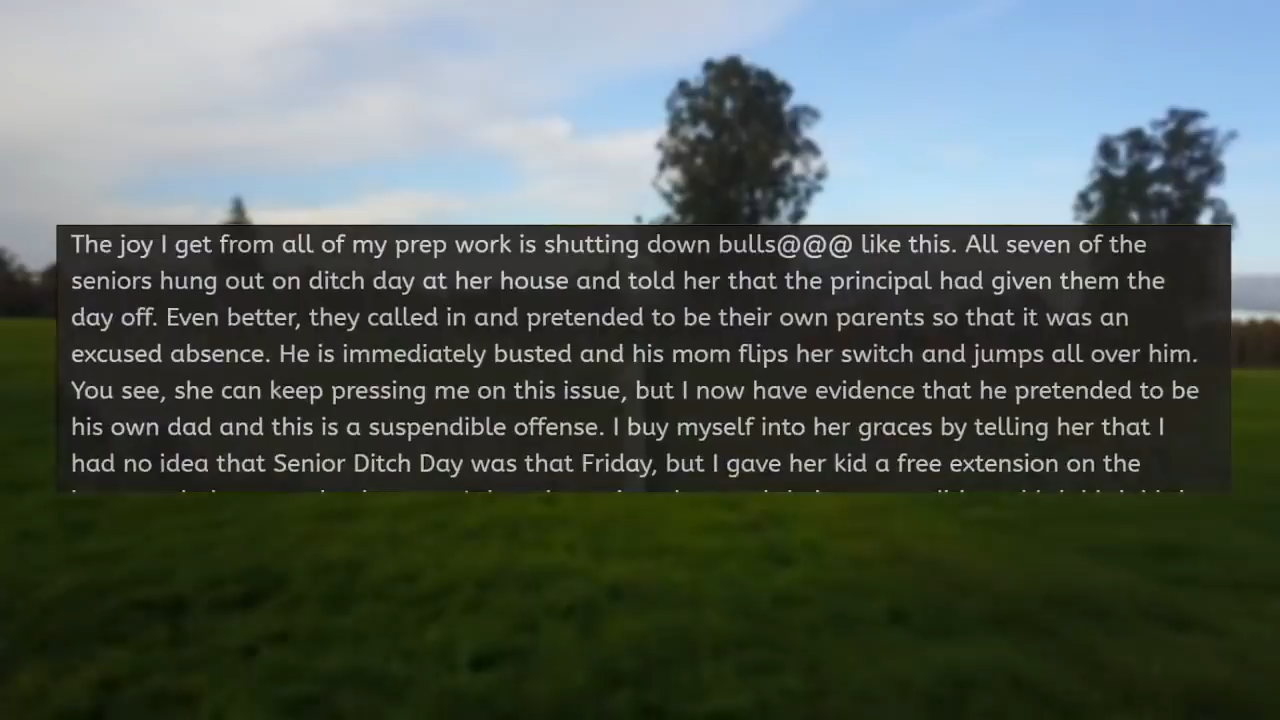 The joy I get from all of my prep work is shutting down bulls@@@ like this. All seven of the
seniors hung out on ditch day at her house and told her that the principal had given them the
day off. Even better, they called in and pretended to be their own parents so that it was an
excused absence. He is immediately busted and his mom flips her switch and jumps all over him.
You see, she can keep pressing me on this issue, but I now have evidence that he pretended to be
his own dad and this is a suspendible offense. I buy myself into her graces by telling her that I
had no idea that Senior Ditch Day was that Friday, but I gave her kid a free extension on the